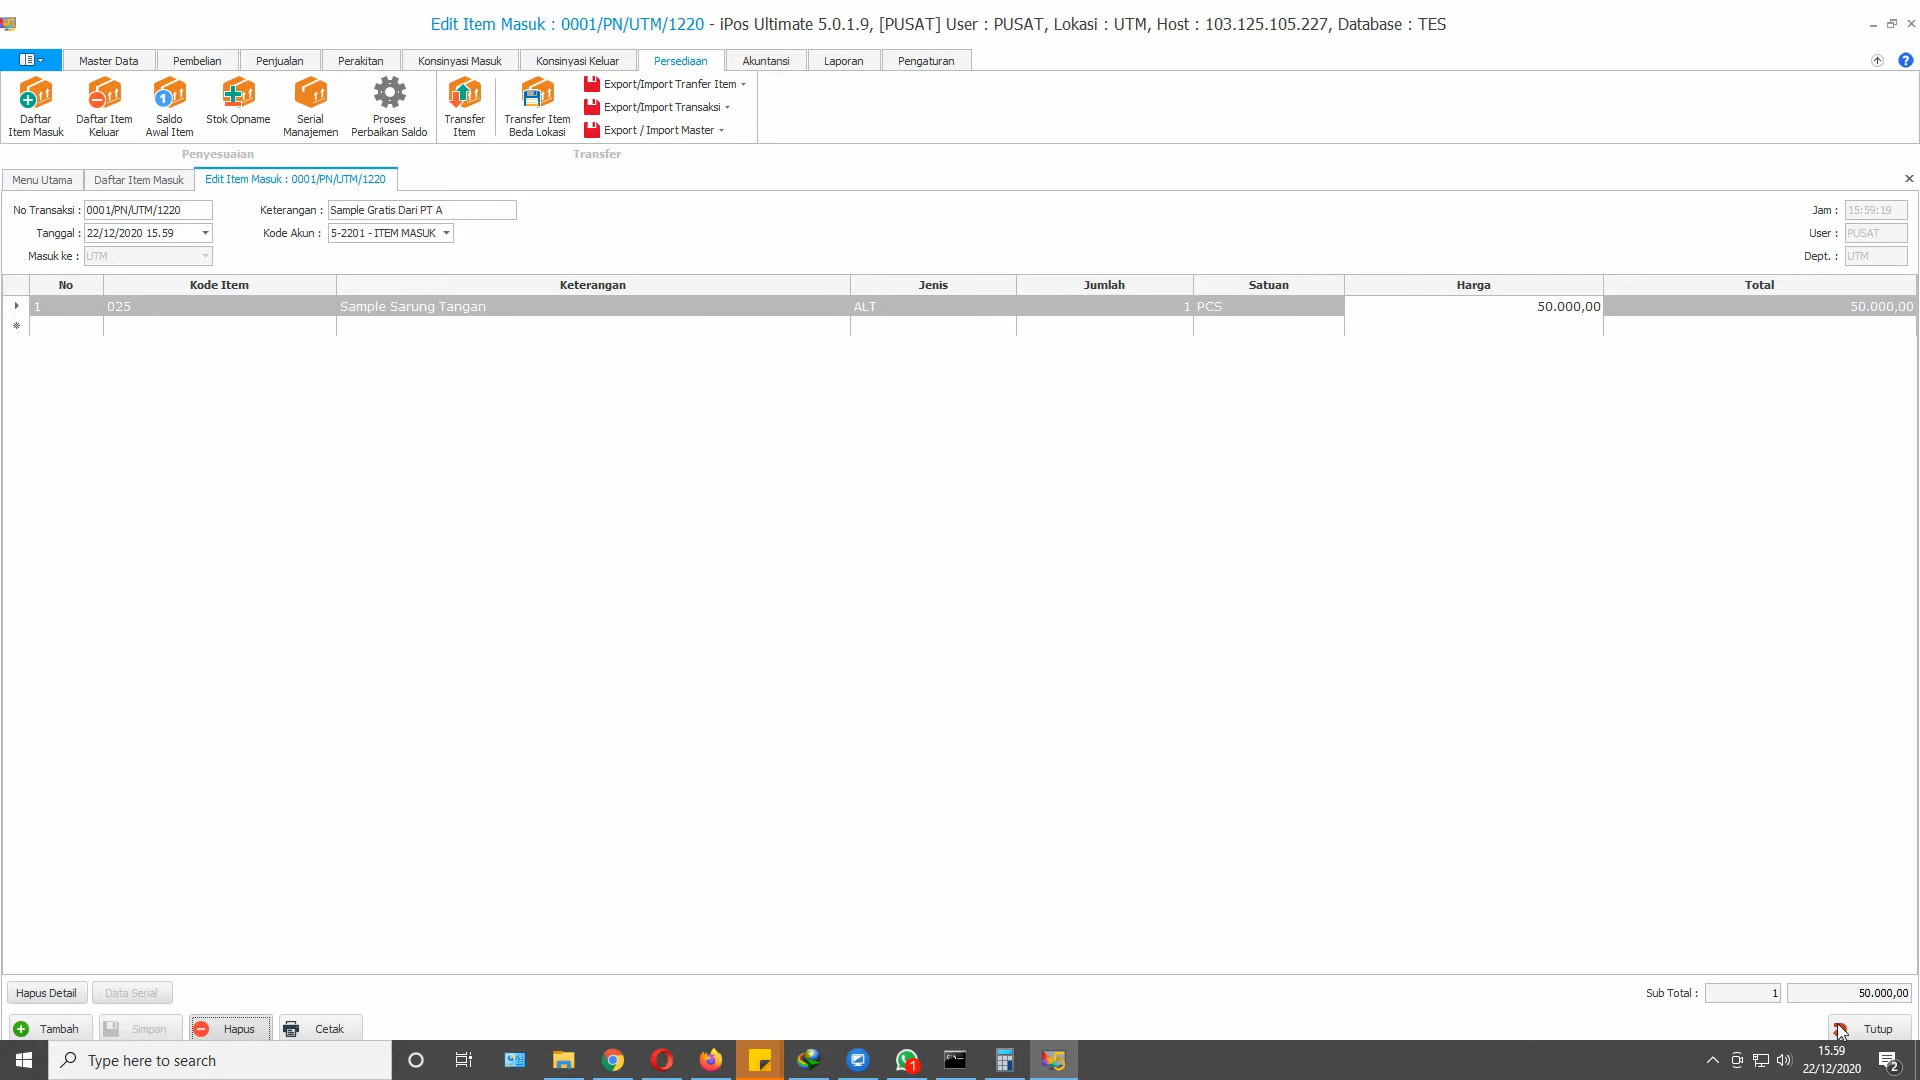 Edit Item Masuk : 0001/PN/UTM/1220 - iPos Ultimate 5.0.1.9, [PUSAT] User : PUSAT, Lokasi : UTM, Host : 103.125.105.227, Database : TES
Master Data Pembelian Penjualan Perakitan Konsinyasi Masuk Konsinyasi Keluar Persediaan Akuntansi Laporan Pengaturan
Daftar Item Masuk
Daftar Item Keluar
Saldo Awal Item
Stok Opname
Serial Manajemen
Proses Perbaikan Saldo
Transfer Item
Transfer Item Beda Lokasi
Export/Import Tranfer Item
Export/Import Transaksi
Export / Import Master
Penyesuaian Transfer
Menu Utama Daftar Item Masuk Edit Item Masuk : 0001/PN/UTM/1220
No Transaksi : 0001/PN/UTM/1220 Keterangan : Sample Gratis Dari PT A Jam : 15:59:19
Tanggal : 22/12/2020 15.59 Kode Akun : 5-2201 - ITEM MASUK User : PUSAT
Masuk ke : UTM Dept. : UTM
No Kode Item Keterangan Jenis Jumlah Satuan Harga Total
1 025 Sample Sarung Tangan ALT 1 PCS 50.000,00 50.000,00
Hapus Detail Data Serial Sub Total : 1 50.000,00
Tambah Simpan Hapus Cetak Tutup
Type here to search 1 15.59
22/12/2020 2